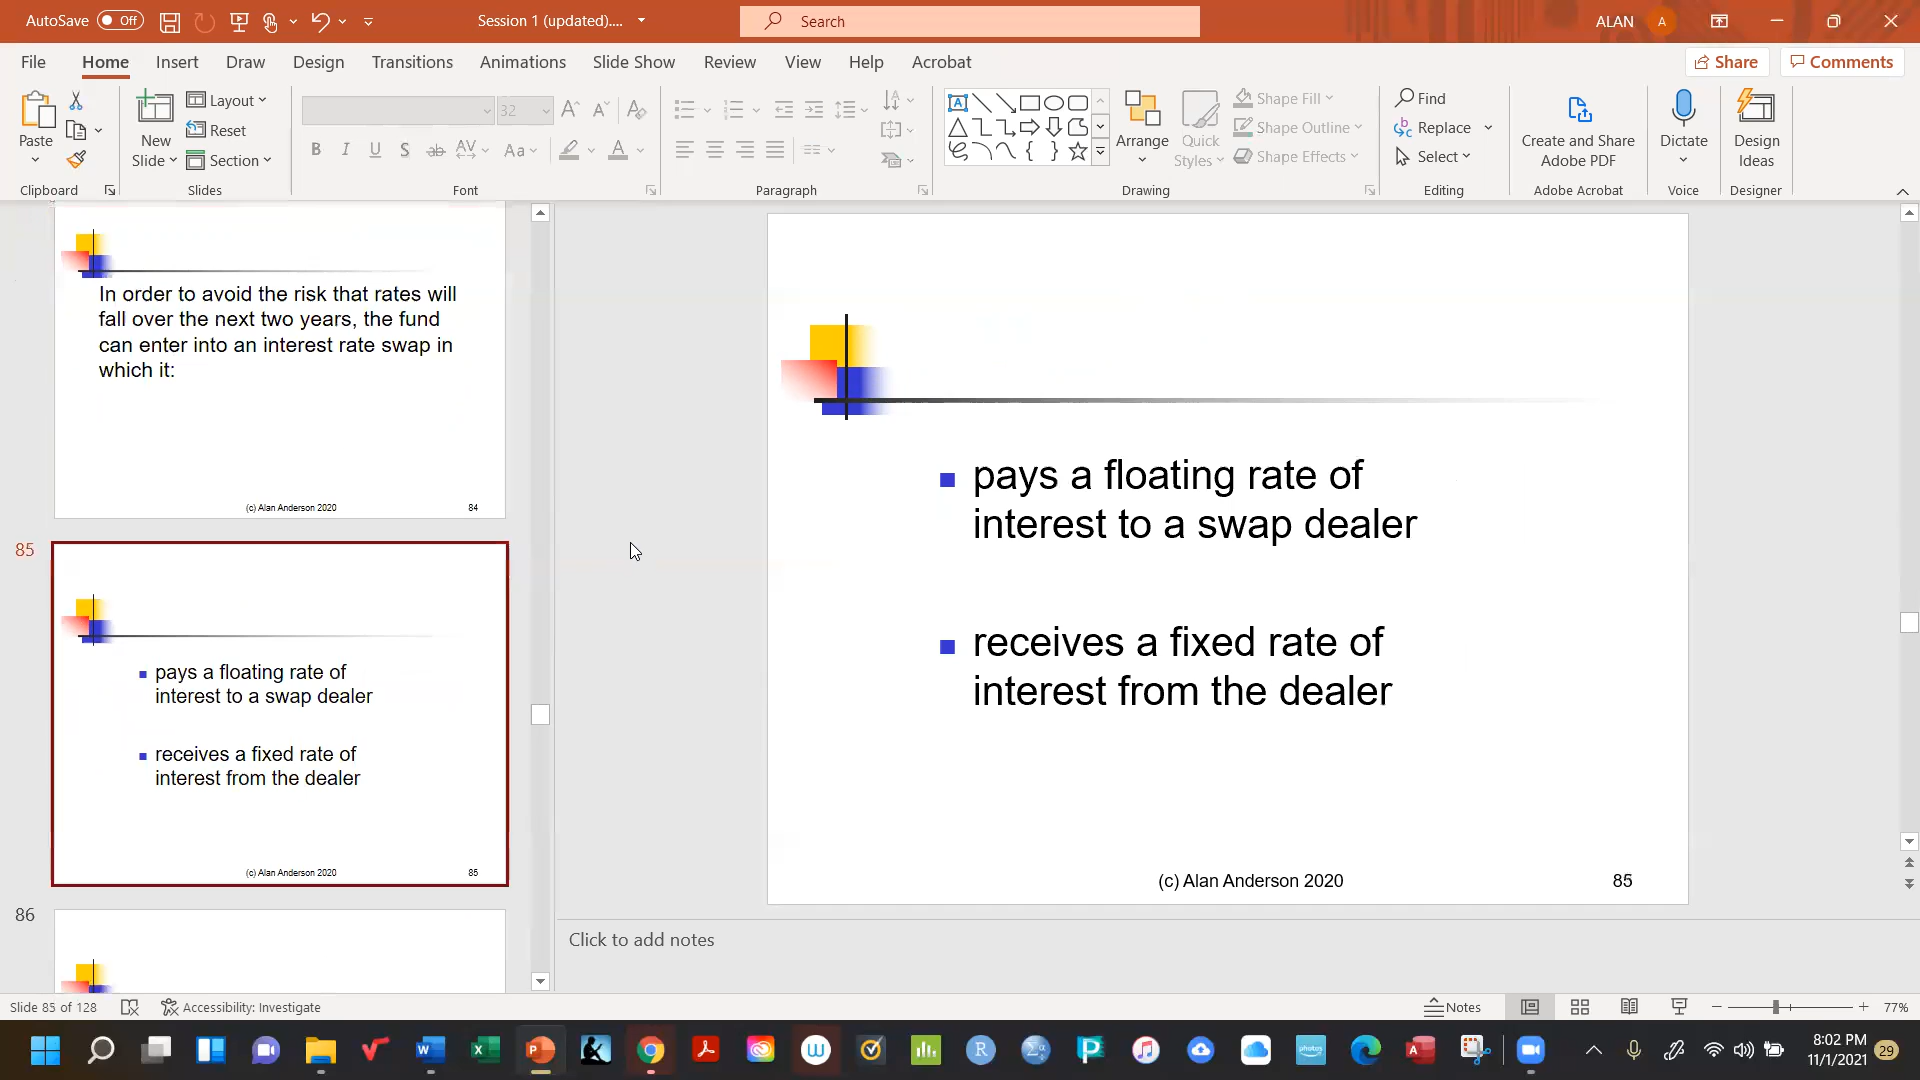 AutoSave Off
Session 1 (updated)....
Search
ALAN A
File Home Insert Draw Design Transitions Animations Slide Show Review View Help Acrobat
Share Comments
Paste
New
Slide
Layout
Reset
Section
32
B I U S ab AV Aa A
Arrange
Quick
Styles
Shape Fill
Shape Outline
Shape Effects
Find
Replace
Select
Create and Share
Adobe PDF
Dictate
Design
Ideas
Clipboard Slides Font Paragraph Drawing Editing Adobe Acrobat Voice Designer
In order to avoid the risk that rates will
fall over the next two years, the fund
can enter into an interest rate swap in
which it:
(c) Alan Anderson 2020 84
85
pays a floating rate of
interest to a swap dealer
receives a fixed rate of
interest from the dealer
(c) Alan Anderson 2020 85
86
pays a floating rate of
interest to a swap dealer
receives a fixed rate of
interest from the dealer
(c) Alan Anderson 2020 85
Click to add notes
Slide 85 of 128 Accessibility: Investigate
Notes
77%
8:02 PM
11/1/2021
29